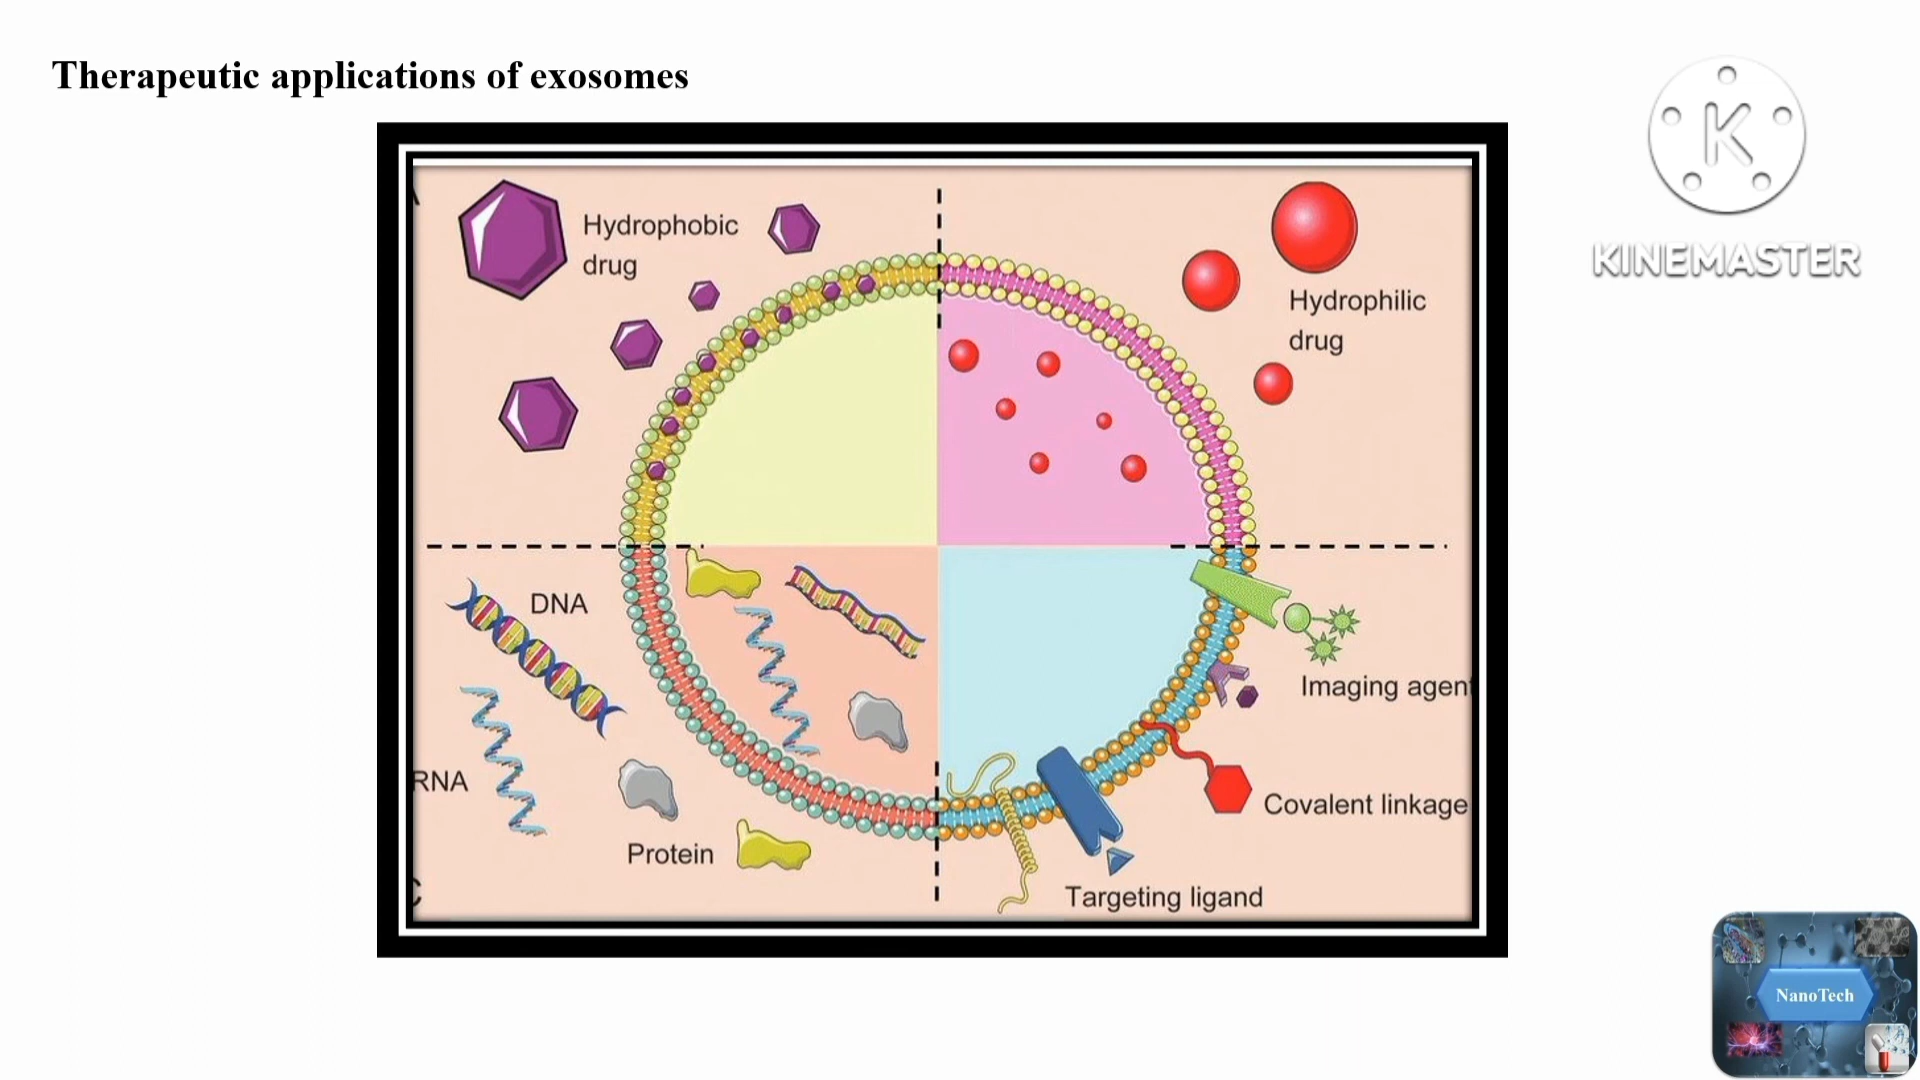 Therapeutic applications of exosomes
K
KINEMASTER
Hydrophobic
drug
Hydrophilic
drug
DNA
RNA
Protein
Imaging agent
Covalent linkage
Targeting ligand
NanoTech